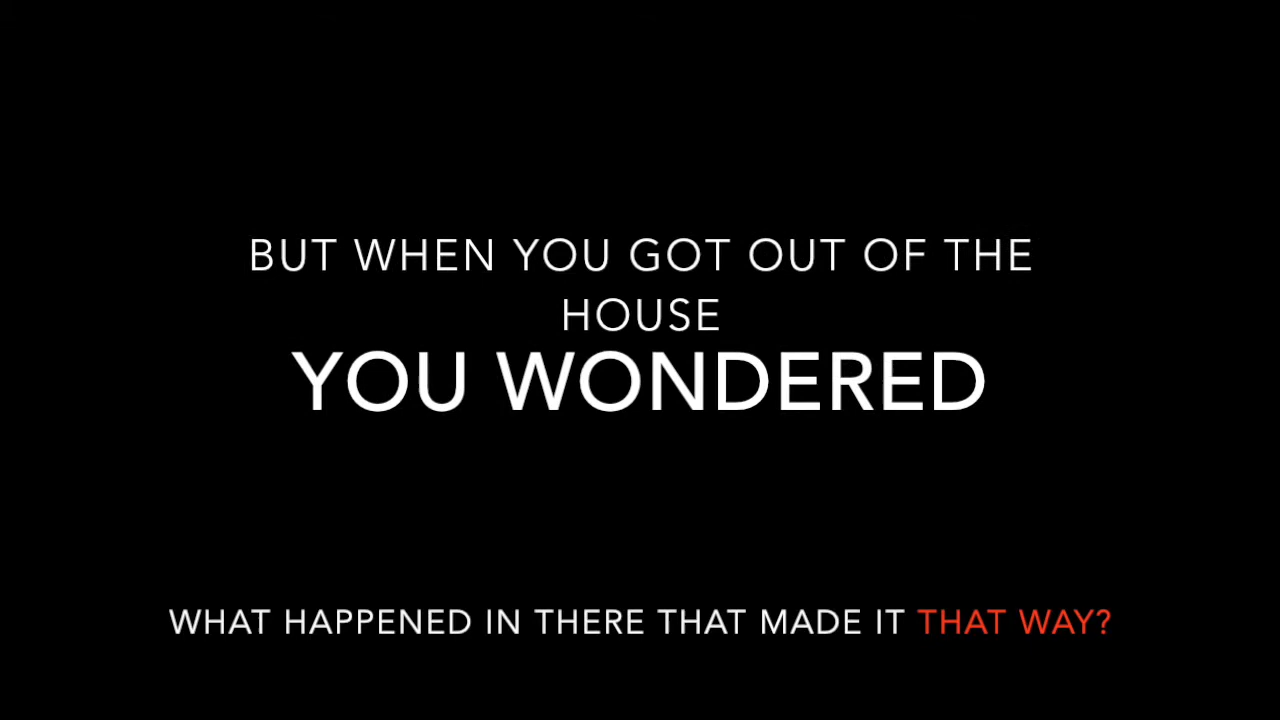 BUT WHEN YOU GOT OUT OF THE
HOUSE
YOU WONDERED
WHAT HAPPENED IN THERE THAT MADE IT THAT WAY?